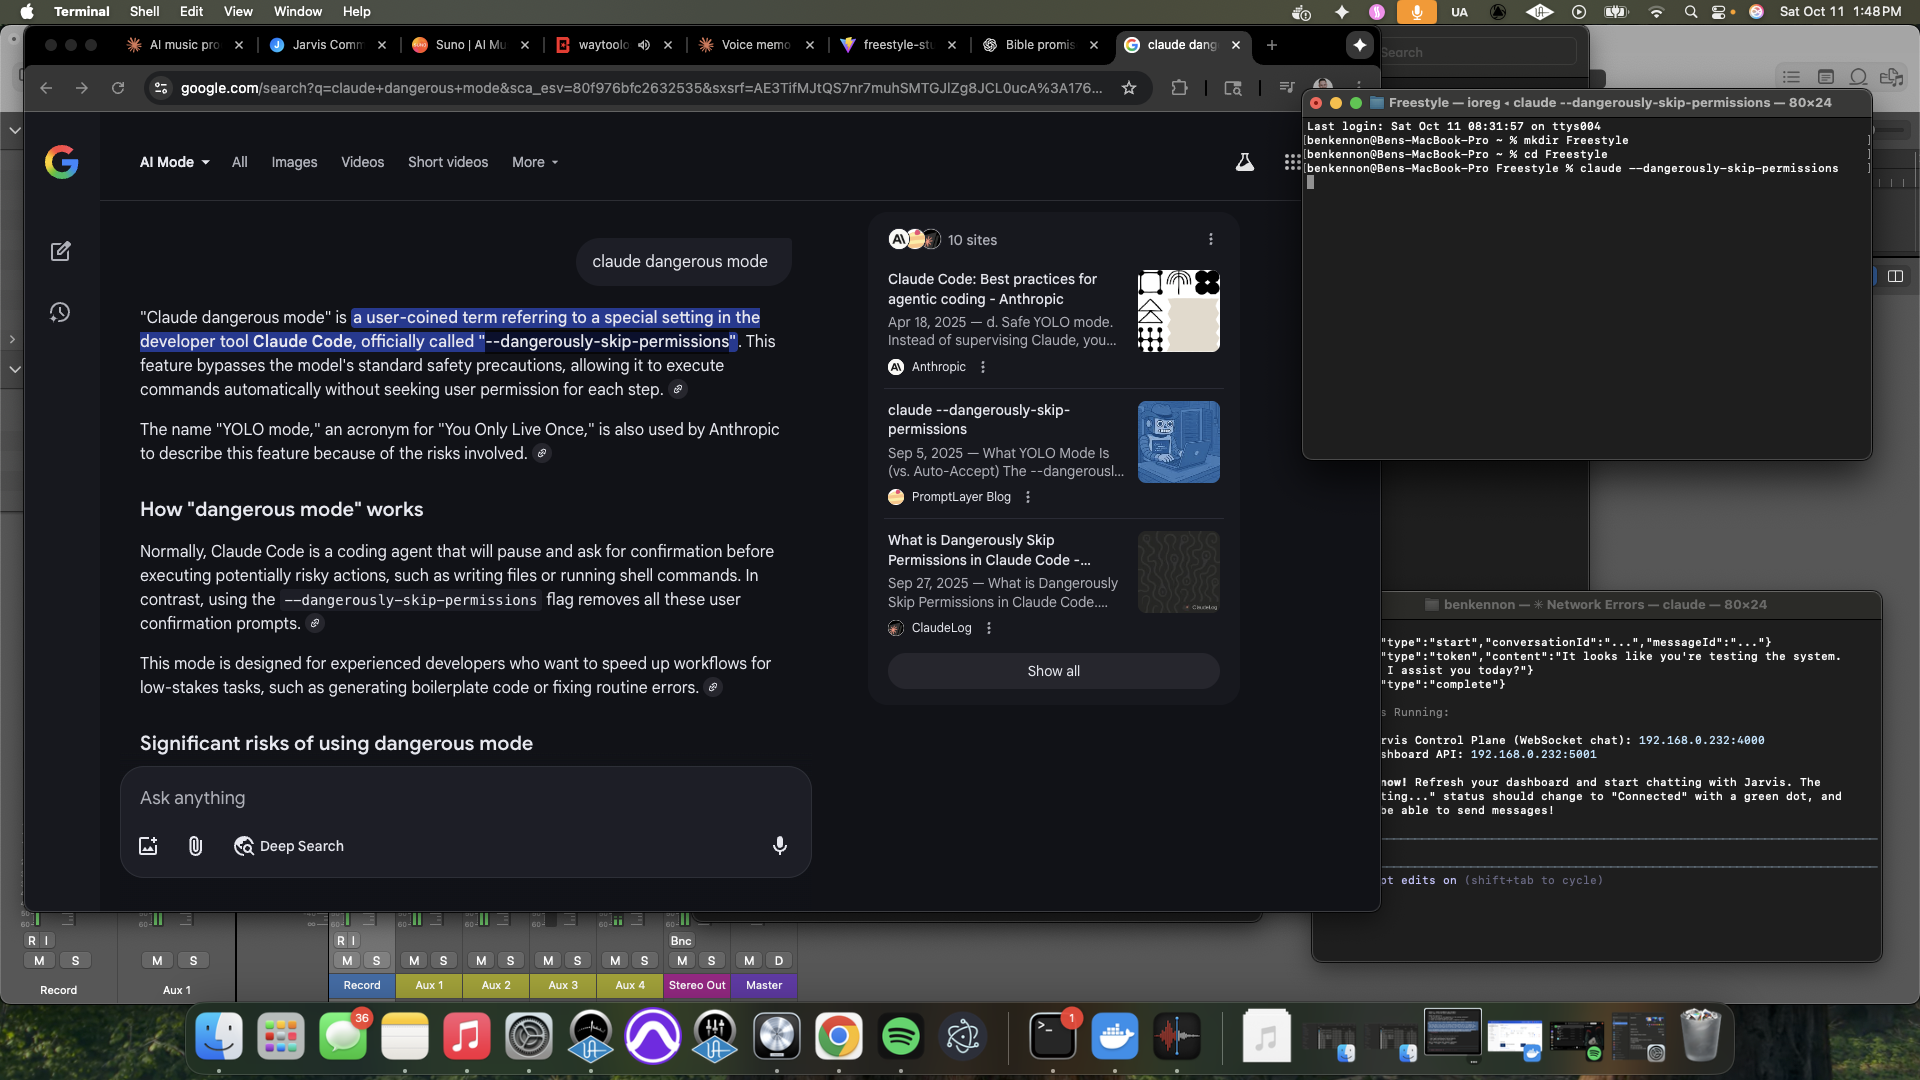 Terminal Shell Edit View Window Help
UA
Sat Oct 11 1:48 PM
AI music pro
Jarvis Comm
Suno | AI Mu
waytoolo
Voice memo
freestyle-stu
Bible promis
claude dang
google.com/search?q=claude+dangerous+mode&sca_esv=80f976bfc2632535&sxsrf=AE3TifMJtQS7nr7muhSMTGJlZg8JCL0ucA%3A176...
Search
AI Mode
All
Images
Videos
Short videos
More
claude dangerous mode
"Claude dangerous mode" is a user-coined term referring to a special setting in the
developer tool Claude Code, officially called "--dangerously-skip-permissions". This
feature bypasses the model's standard safety precautions, allowing it to execute
commands automatically without seeking user permission for each step.
The name "YOLO mode," an acronym for "You Only Live Once," is also used by Anthropic
to describe this feature because of the risks involved.
How "dangerous mode" works
Normally, Claude Code is a coding agent that will pause and ask for confirmation before
executing potentially risky actions, such as writing files or running shell commands. In
contrast, using the --dangerously-skip-permissions flag removes all these user
confirmation prompts.
This mode is designed for experienced developers who want to speed up workflows for
low-stakes tasks, such as generating boilerplate code or fixing routine errors.
Significant risks of using dangerous mode
Ask anything
Deep Search
10 sites
Claude Code: Best practices for
agentic coding - Anthropic
Apr 18, 2025 — d. Safe YOLO mode.
Instead of supervising Claude, you...
Anthropic
claude --dangerously-skip-
permissions
Sep 5, 2025 — What YOLO Mode Is
(vs. Auto-Accept) The --dangerousl...
PromptLayer Blog
What is Dangerously Skip
Permissions in Claude Code -...
Sep 27, 2025 — What is Dangerously
Skip Permissions in Claude Code....
ClaudeLog
Show all
Freestyle — ioreg ◂ claude --dangerously-skip-permissions — 80×24
Last login: Sat Oct 11 08:31:57 on ttys004
[benkennon@Bens-MacBook-Pro ~ % mkdir Freestyle ]
[benkennon@Bens-MacBook-Pro ~ % cd Freestyle ]
[benkennon@Bens-MacBook-Pro Freestyle % claude --dangerously-skip-permissions ]
benkennon — ✳ Network Errors — claude — 80×24
"type":"start","conversationId":"...","messageId":"..."}
"type":"token","content":"It looks like you're testing the system.
I assist you today?"}
"type":"complete"}
s Running:
rvis Control Plane (WebSocket chat): 192.168.0.232:4000
shboard API: 192.168.0.232:5001
now! Refresh your dashboard and start chatting with Jarvis. The
ting..." status should change to "Connected" with a green dot, and
be able to send messages!
pt edits on (shift+tab to cycle)
R I
R I
Bnc
M S
M S
M S
M S
M S
M S
M S
M S
M D
Record
Aux 1
Record
Aux 1
Aux 2
Aux 3
Aux 4
Stereo Out
Master
36
1